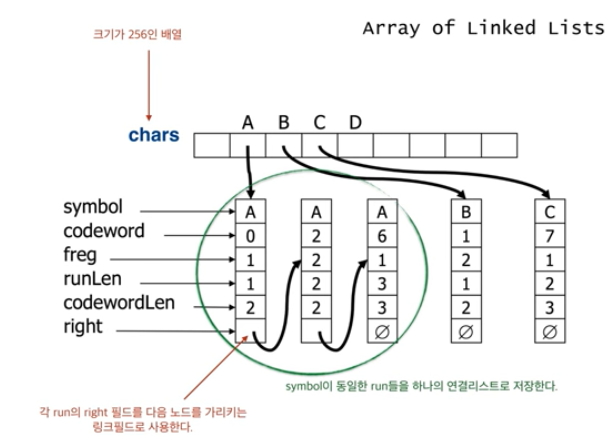 크기가 256인 배열
Array of Linked Lists
A B C D
chars
symbol A A A B C
codeword 0 2 6 1 7
freg 1 2 1 2 1
runLen 1 2 3 1 2
codewordLen 2 2 3 2 3
right ∅ ∅ ∅
symbol이 동일한 run들을 하나의 연결리스트로 저장한다.
각 run의 right 필드를 다음 노드를 가리키는
링크필드로 사용한다.